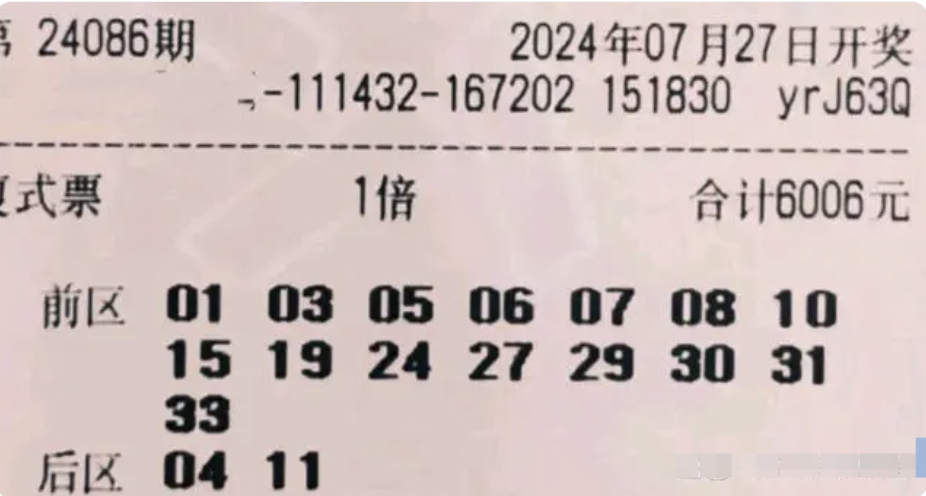 24086期 2024年07月27日开奖
-111432-167202 151830 yrJ63Q
式票 1倍 合计6006元
前区 01 03 05 06 07 08 10
15 19 24 27 29 30 31
33
后区 04 11